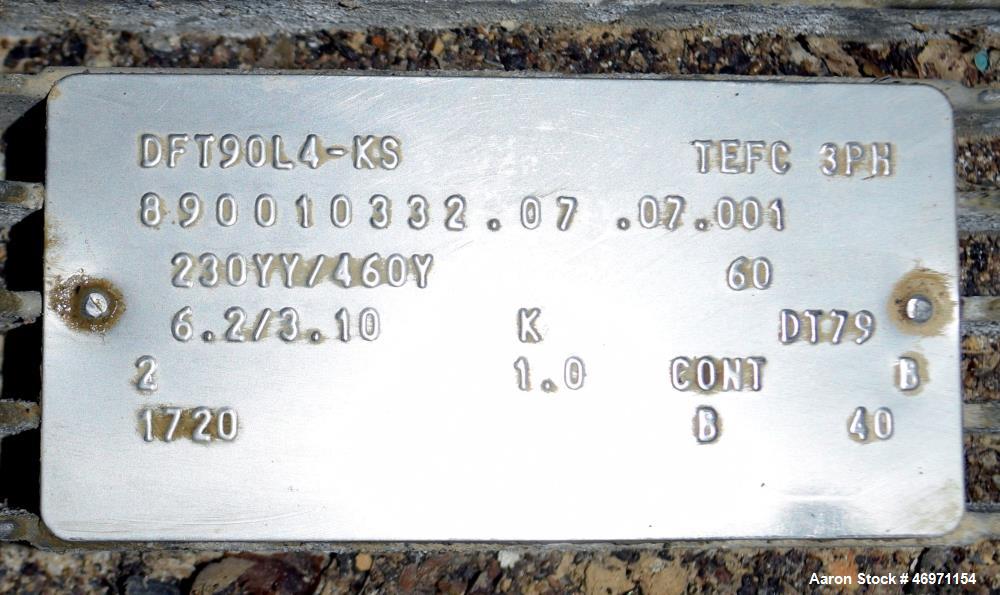 DFT90L4-KS TEFC 3PH
890010332.07 .07.001
230YY/460Y 60
6.2/3.10 K DT79
2 1.0 CONT B
1720 B 40
Aaron Stock # 46971154